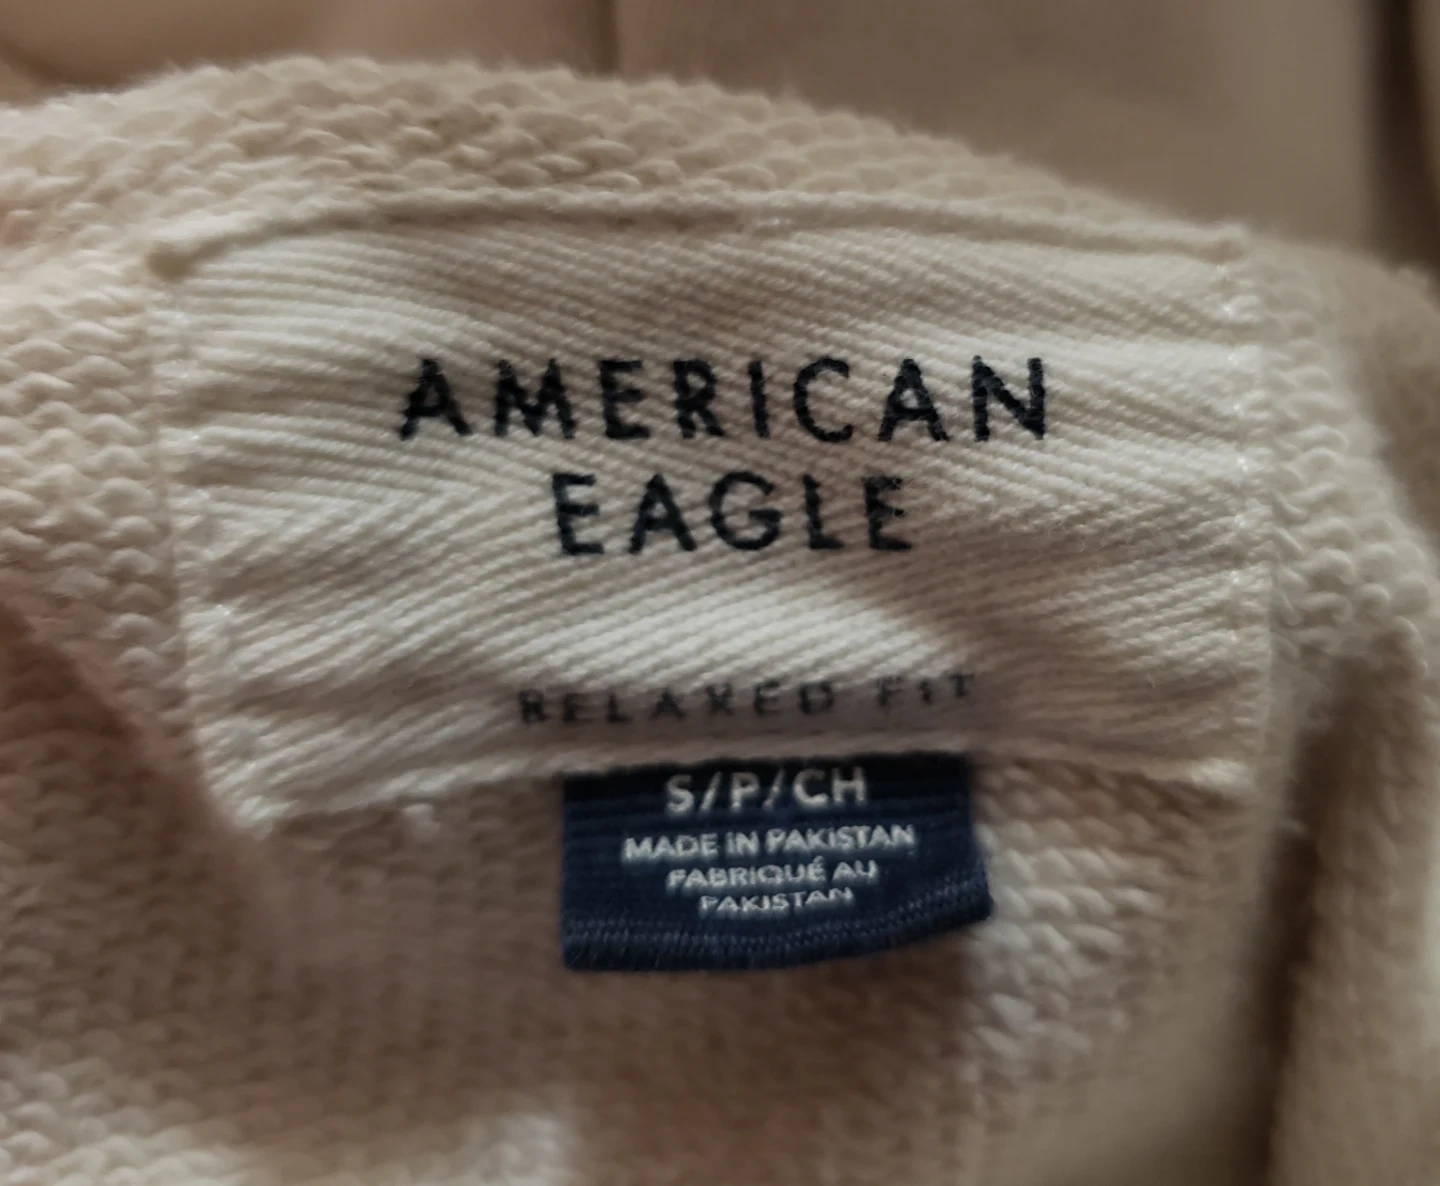 AMERICAN
EAGLE
RELAXED FIT
S/P/CH
MADE IN PAKISTAN
FABRIQUÉ AU
PAKISTAN